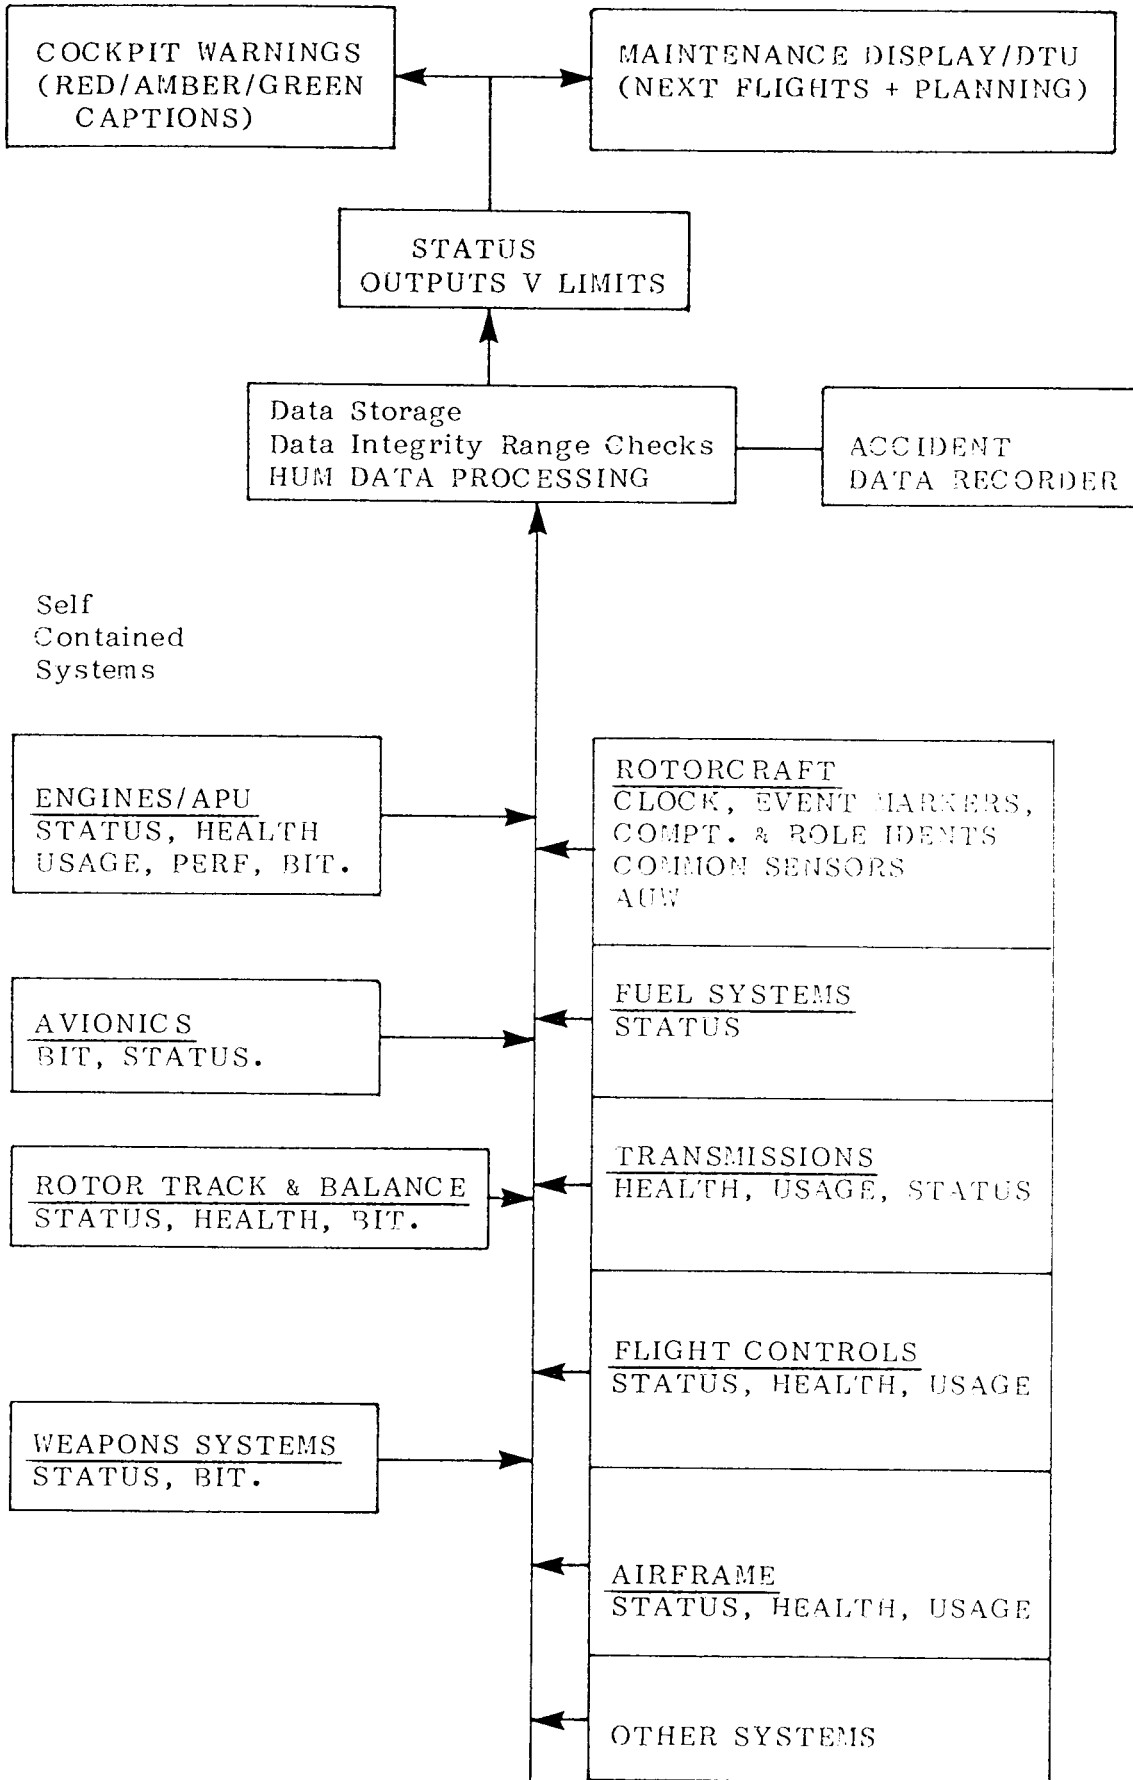 COCKPIT WARNINGS
(RED/AMBER/GREEN
CAPTIONS)
MAINTENANCE DISPLAY/DTU
(NEXT FLIGHTS + PLANNING)
STATUS
OUTPUTS V LIMITS
Data Storage
Data Integrity Range Checks
HUM DATA PROCESSING
ACCIDENT
DATA RECORDER
Self
Contained
Systems
ENGINES/APU
STATUS, HEALTH
USAGE, PERF, BIT.
ROTORCRAFT
CLOCK, EVENT MARKERS,
COMPT. & ROLE IDENTS
COMMON SENSORS
AUW
AVIONICS
BIT, STATUS.
FUEL SYSTEMS
STATUS
ROTOR TRACK & BALANCE
STATUS, HEALTH, BIT.
TRANSMISSIONS
HEALTH, USAGE, STATUS
FLIGHT CONTROLS
STATUS, HEALTH, USAGE
WEAPONS SYSTEMS
STATUS, BIT.
AIRFRAME
STATUS, HEALTH, USAGE
OTHER SYSTEMS